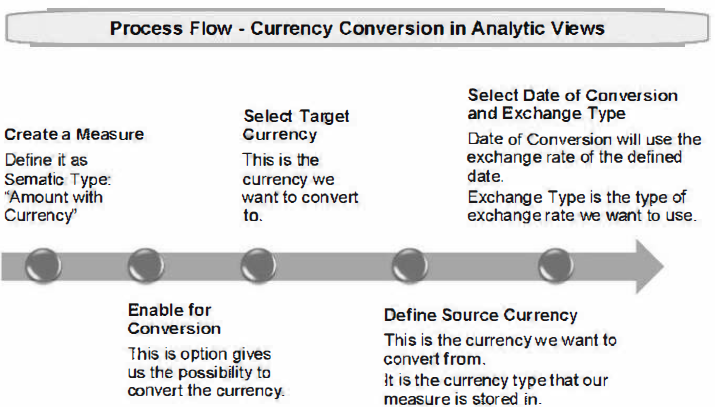 Process Flow - Currency Conversion in Analytic Views
Create a Measure
Define it as
Sematic Type:
"Amount with
Currency"
Enable for
Conversion
This is option gives
us the possibility to
convert the currency.
Select Target
Currency
This is the
currency we
want to convert
to.
Define Source Currency
This is the currency we want to
convert from.
It is the currency type that our
measure is stored in.
Select Date of Conversion
and Exchange Type
Date of Conversion will use the
exchange rate of the defined
date.
Exchange Type is the type of
exchange rate we want to use.